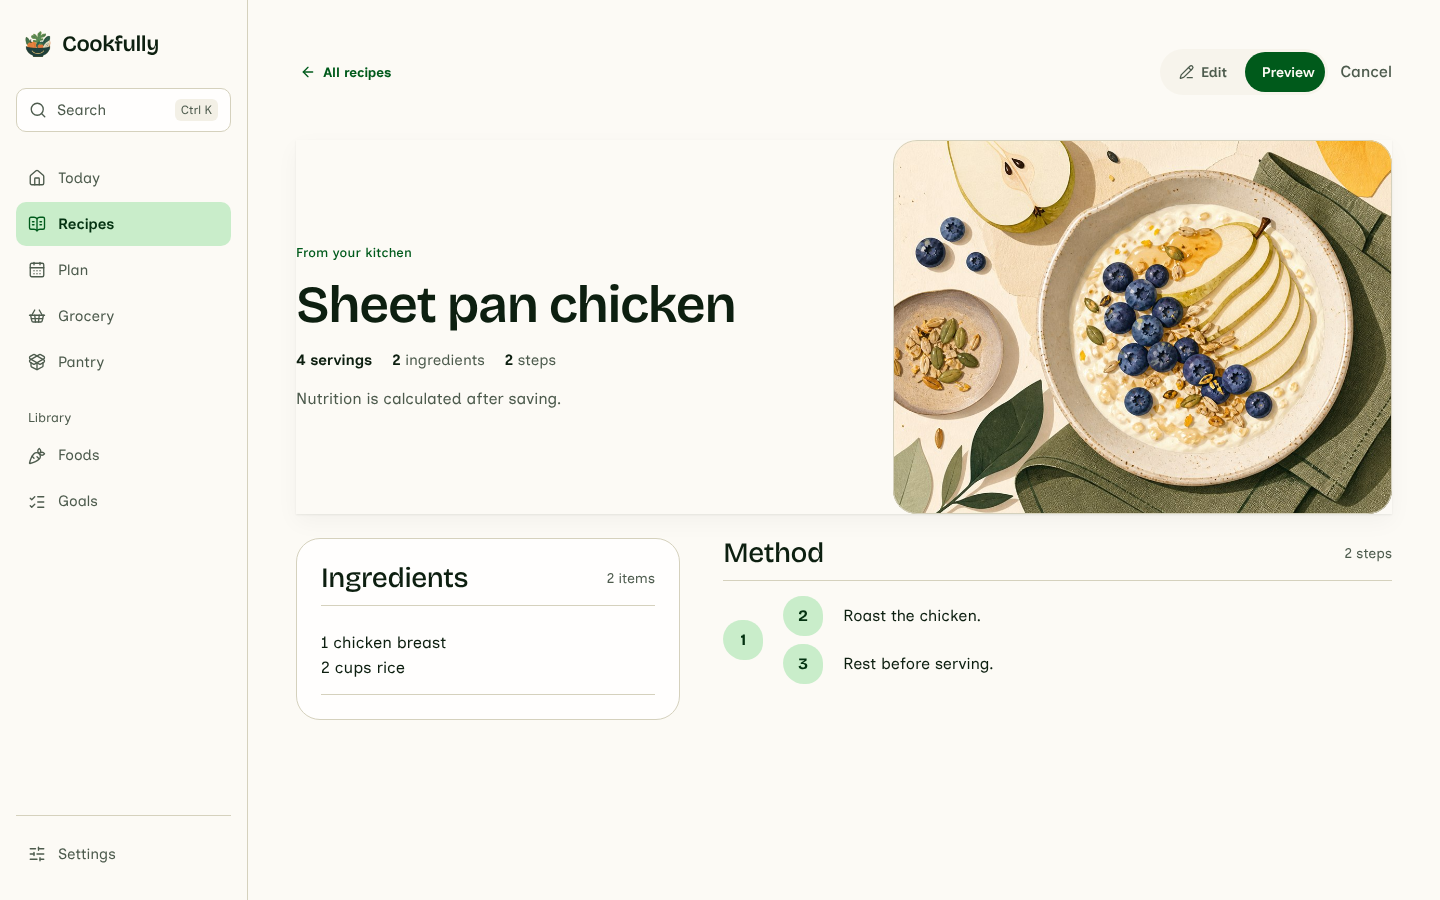 Cookfully
Search Ctrl K
Today
Recipes
Plan
Grocery
Pantry
Library
Foods
Goals
Settings
All recipes
Edit Preview Cancel
From your kitchen
Sheet pan chicken
4 servings 2 ingredients 2 steps
Nutrition is calculated after saving.
Ingredients 2 items
1 chicken breast
2 cups rice
Method 2 steps
1
2 Roast the chicken.
3 Rest before serving.